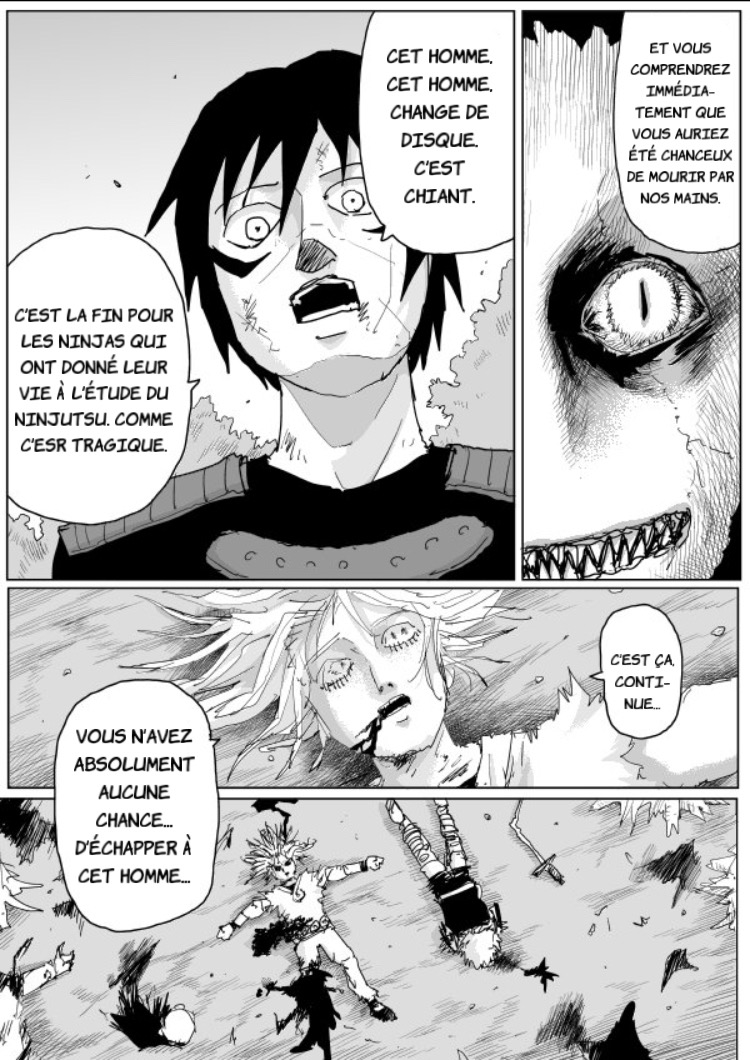 ET VOUS
COMPRENDREZ
IMMÉDIA-
TEMENT QUE
VOUS AURIEZ
ÉTÉ CHANCEUX
DE MOURIR PAR
NOS MAINS.
CET HOMME.
CET HOMME.
CHANGE DE
DISQUE.
C'EST
CHIANT.
C'EST LA FIN POUR
LES NINJAS QUI
ONT DONNÉ LEUR
VIE À L'ÉTUDE DU
NINJUTSU. COMME
C'ESR TRAGIQUE.
C'EST ÇA.
CONTI-
NUE...
VOUS N'AVEZ
ABSOLUMENT
AUCUNE
CHANCE...
D'ÉCHAPPER À
CET HOMME...